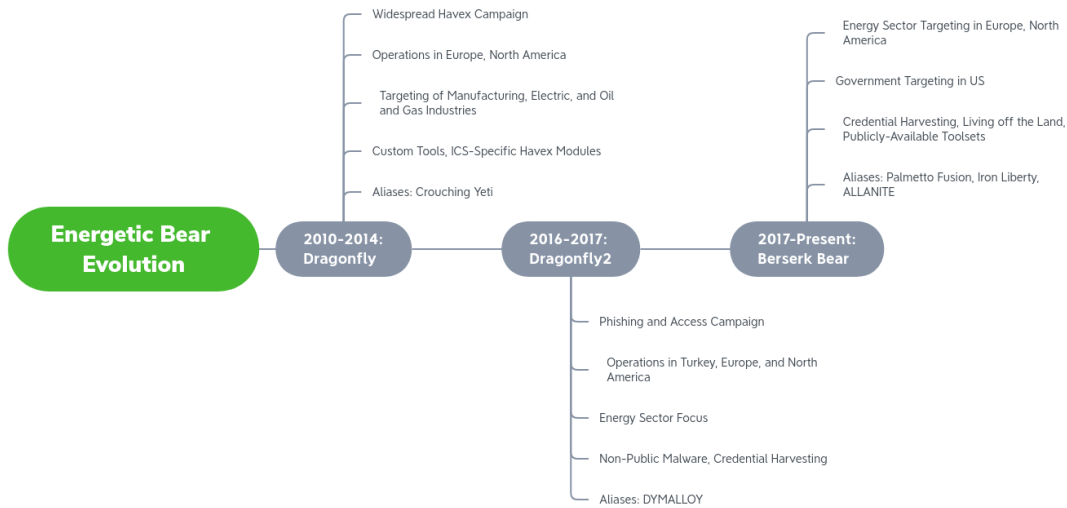 Energetic Bear
Evolution
2010-2014:
Dragonfly
Widespread Havex Campaign
Operations in Europe, North America
Targeting of Manufacturing, Electric, and Oil
and Gas Industries
Custom Tools, ICS-Specific Havex Modules
Aliases: Crouching Yeti
2016-2017:
Dragonfly2
Phishing and Access Campaign
Operations in Turkey, Europe, and North
America
Energy Sector Focus
Non-Public Malware, Credential Harvesting
Aliases: DYMALLOY
2017-Present:
Berserk Bear
Energy Sector Targeting in Europe, North
America
Government Targeting in US
Credential Harvesting, Living off the Land,
Publicly-Available Toolsets
Aliases: Palmetto Fusion, Iron Liberty,
ALLANITE